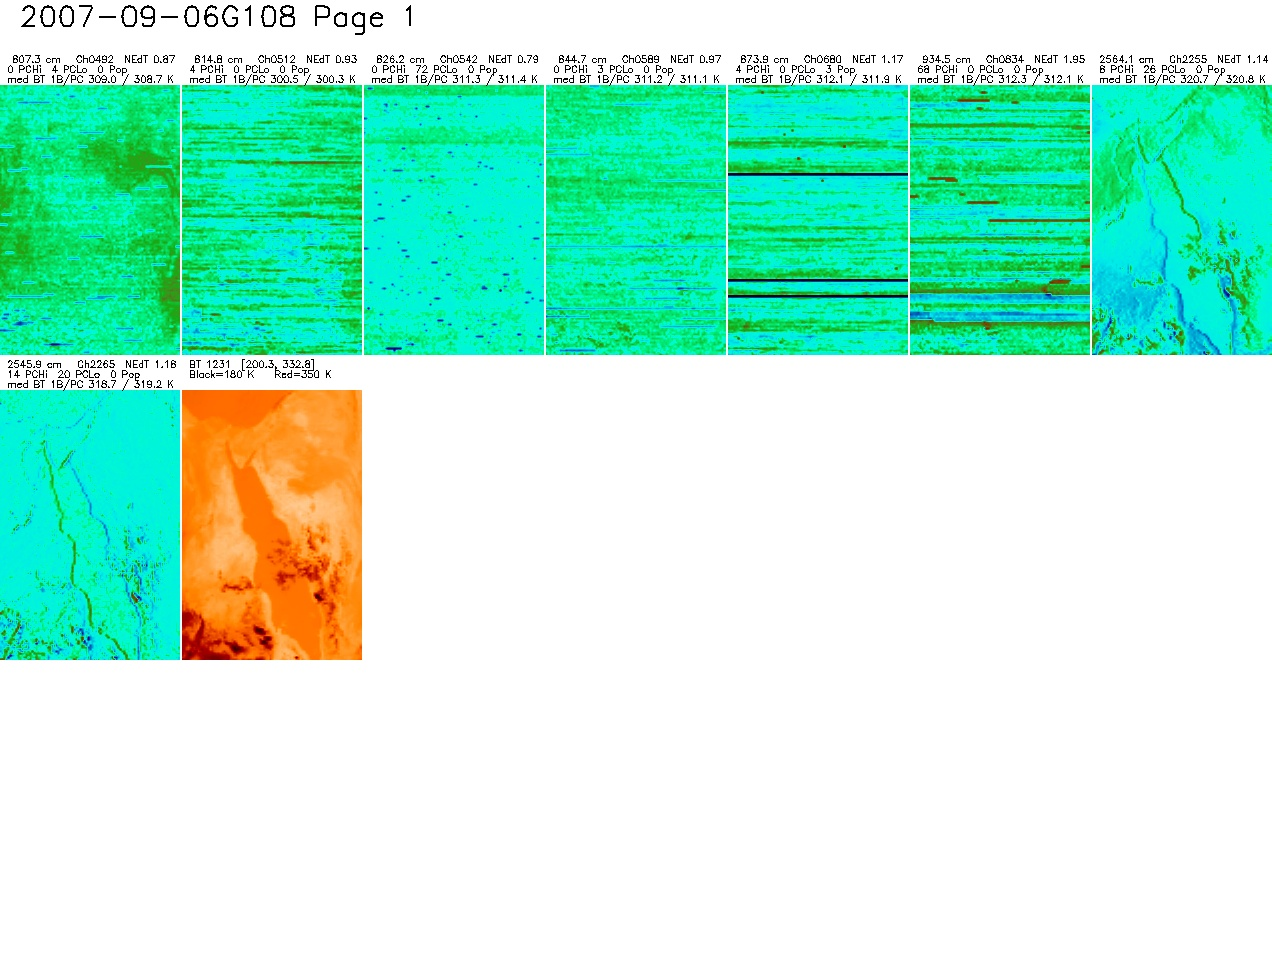 2007-09-06G108 Page 1
607.3 cm Ch0492 NEdT 0.87
0 PCHi 4 PCLo 0 Pop
med BT 1B/PC 309.0 / 308.7 K
814.8 cm Ch0512 NEdT 0.93
4 PCHi 0 PCLo 0 Pop
med BT 1B/PC 300.5 / 300.3 K
826.2 cm Ch0542 NEdT 0.79
0 PCHi 72 PCLo 0 Pop
med BT 1B/PC 311.3 / 311.4 K
844.7 cm Ch0589 NEdT 0.97
0 PCHi 3 PCLo 0 Pop
med BT 1B/PC 311.2 / 311.1 K
873.9 cm Ch0680 NEdT 1.17
4 PCHi 0 PCLo 3 Pop
med BT 1B/PC 312.1 / 311.9 K
934.5 cm Ch0834 NEdT 1.95
68 PCHi 0 PCLo 0 Pop
med BT 1B/PC 312.3 / 312.1 K
2564.1 cm Ch2255 NEdT 1.14
8 PCHi 26 PCLo 0 Pop
med BT 1B/PC 320.7 / 320.8 K
2545.9 cm Ch2265 NEdT 1.18
14 PCHi 20 PCLo 0 Pop
med BT 1B/PC 318.7 / 319.2 K
BT 1231 [200.3, 332.8]
Black=180 K Red=350 K